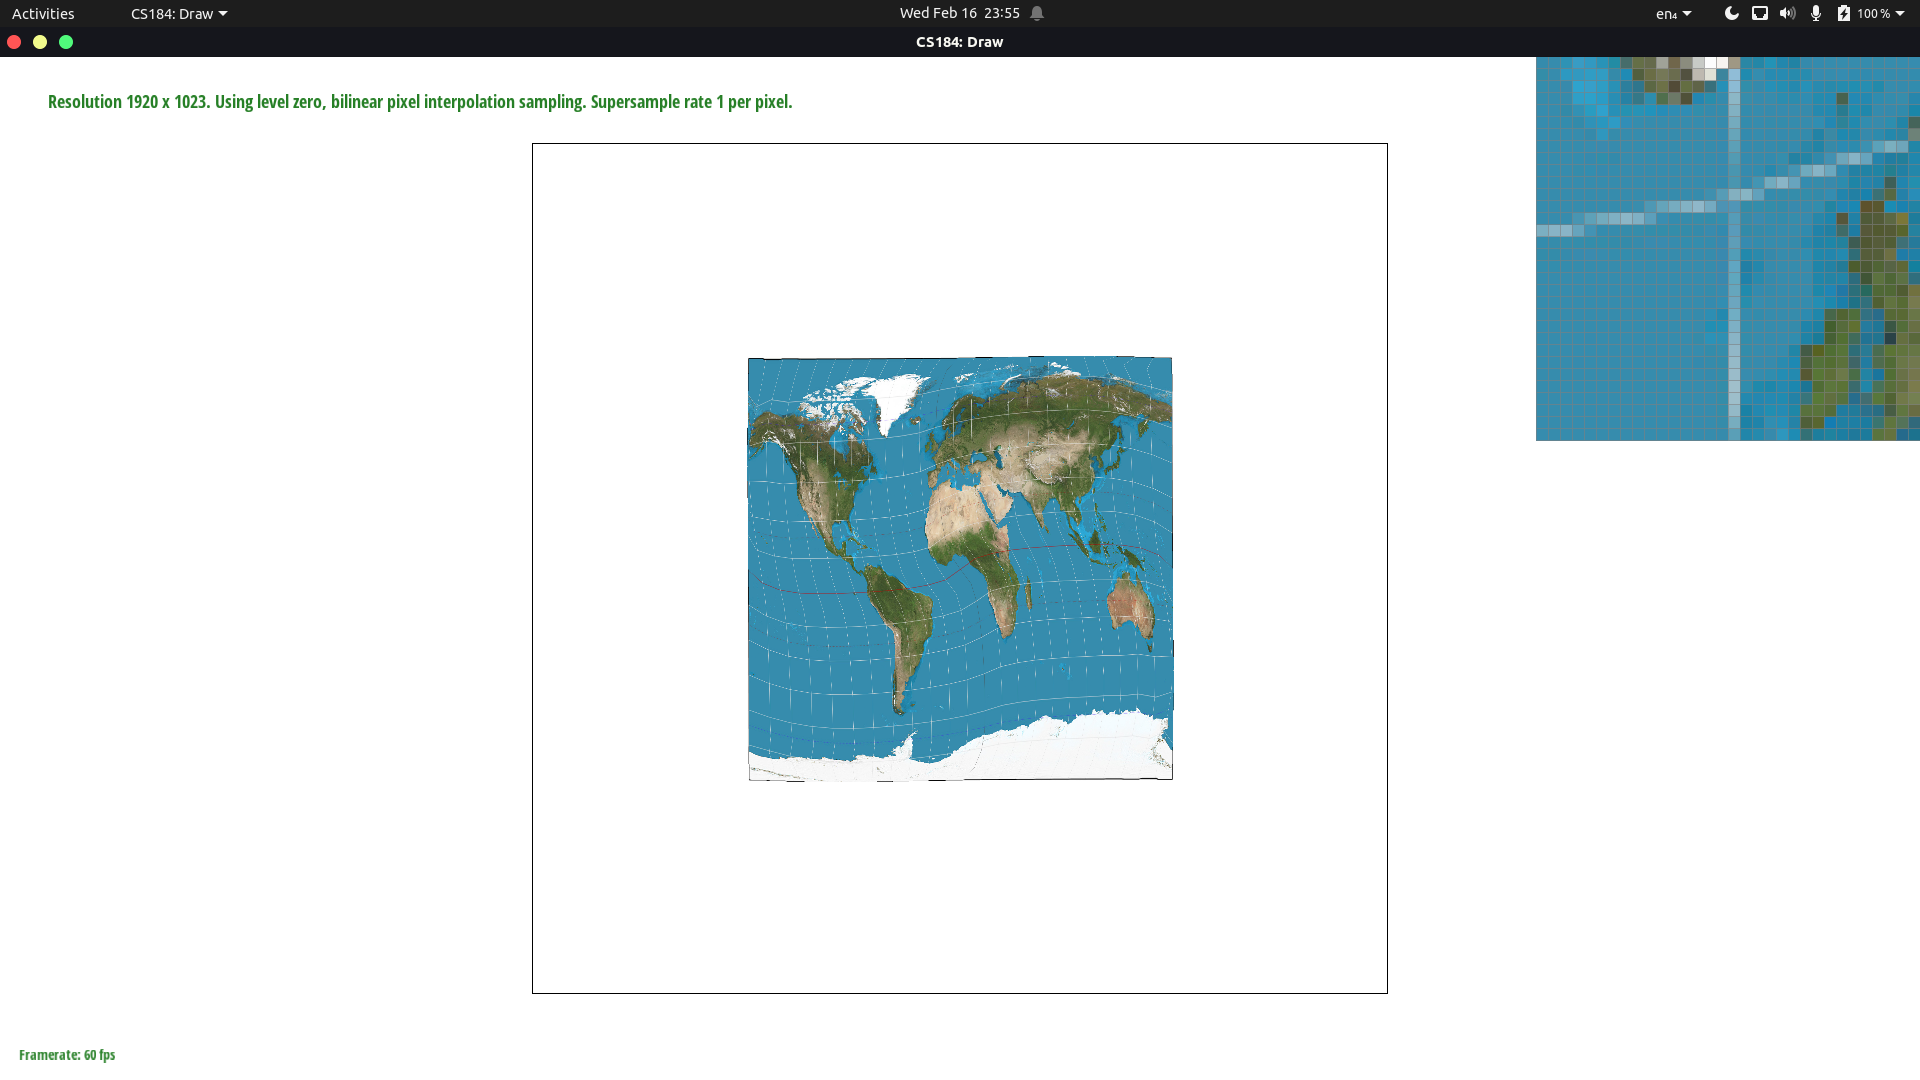 Activities CS184: Draw Wed Feb 16 23:55 en₄ 100 %
CS184: Draw
Resolution 1920 x 1023. Using level zero, bilinear pixel interpolation sampling. Supersample rate 1 per pixel.
Framerate: 60 fps